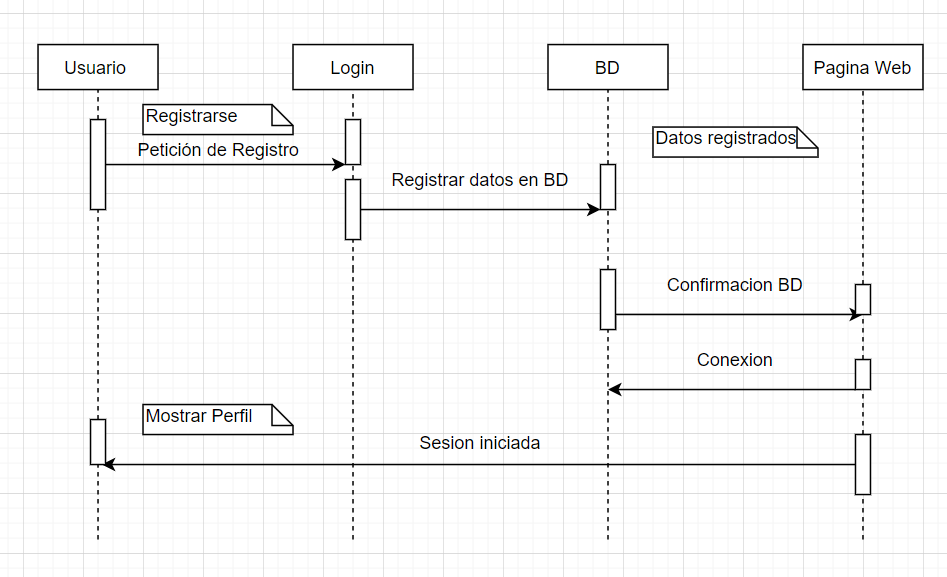 Usuario
Login
BD
Pagina Web
Registrarse
Datos registrados
Petición de Registro
Registrar datos en BD
Confirmacion BD
Conexion
Mostrar Perfil
Sesion iniciada